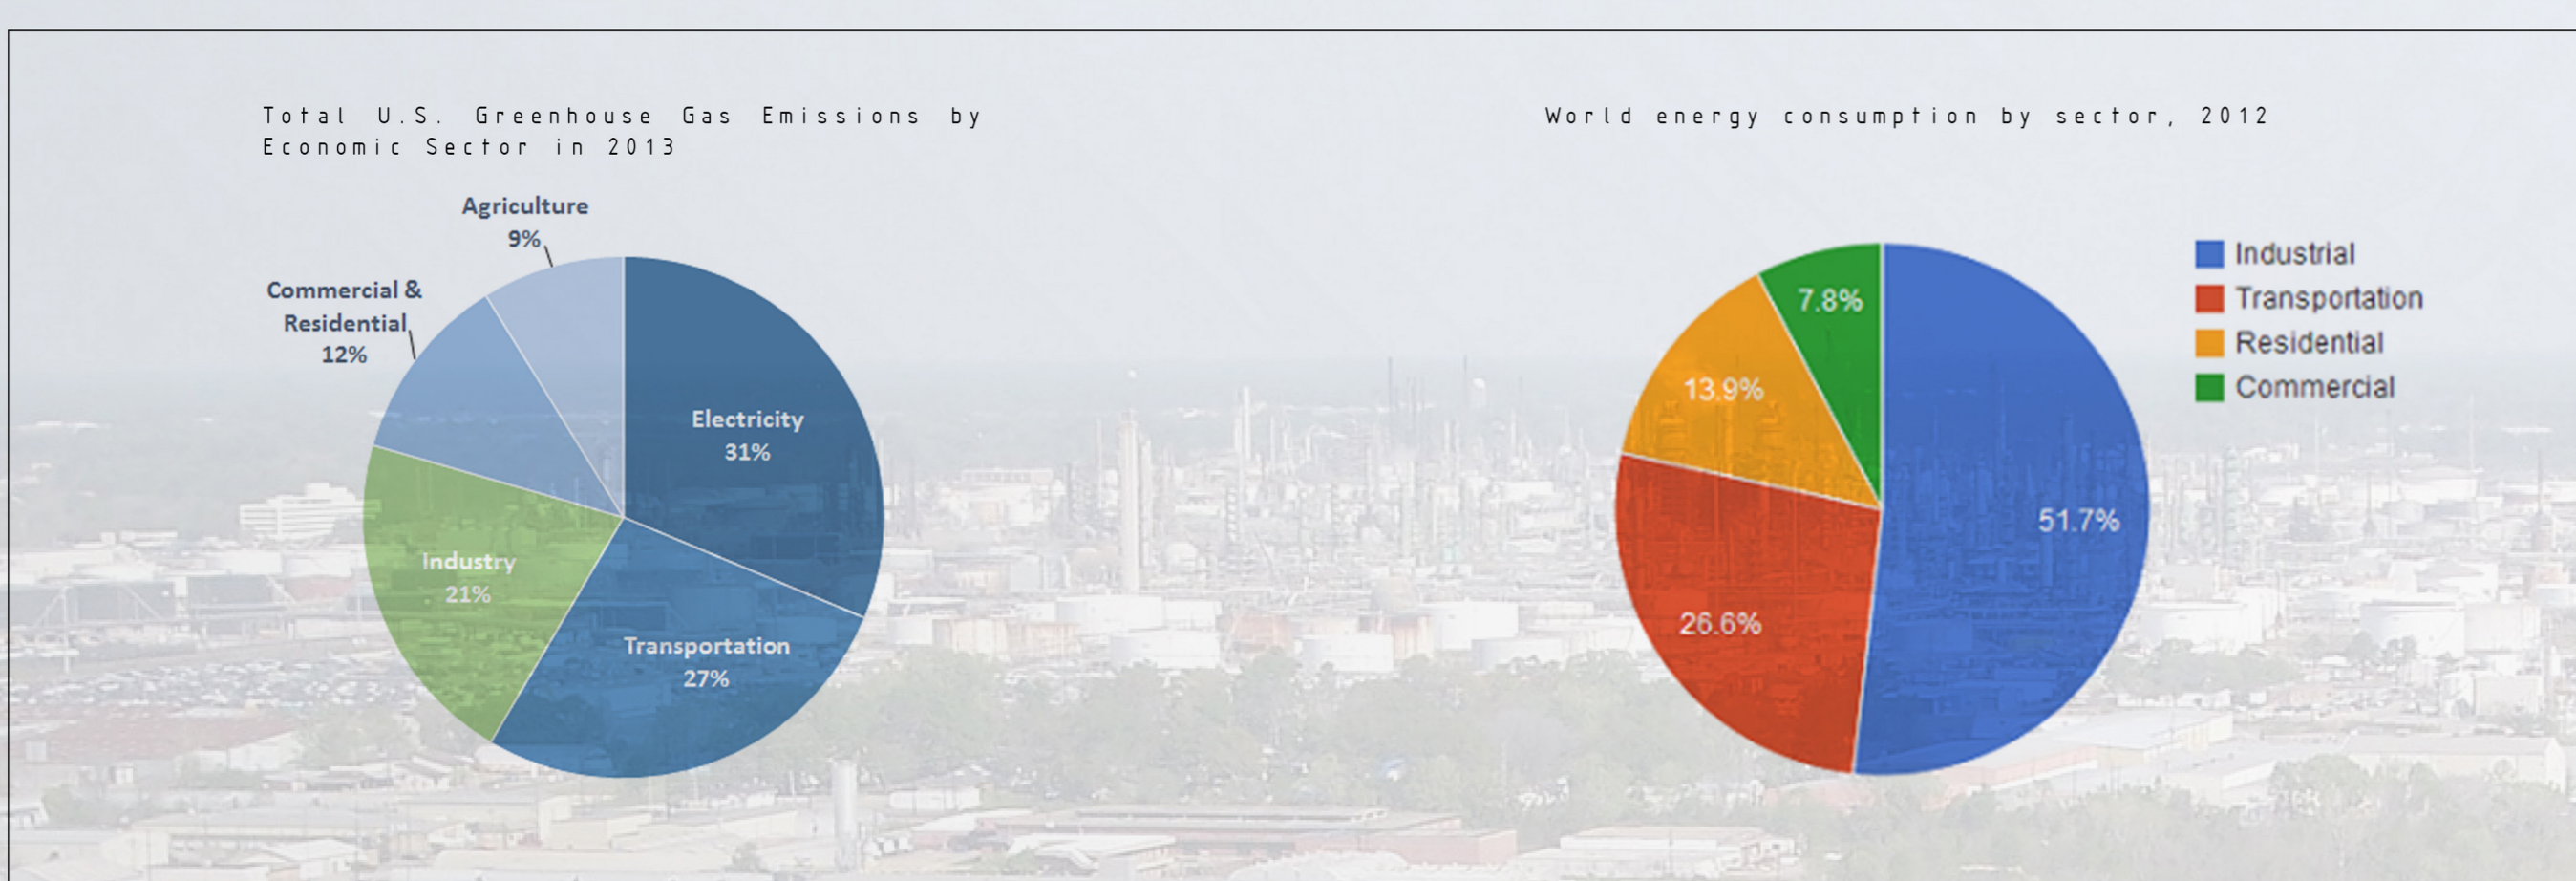 Total U.S. Greenhouse Gas Emissions by
Economic Sector in 2013
Agriculture
9%
Commercial &
Residential
12%
Electricity
31%
Industry
21%
Transportation
27%
World energy consumption by sector, 2012
7.8%
13.9%
51.7%
26.6%
Industrial
Transportation
Residential
Commercial